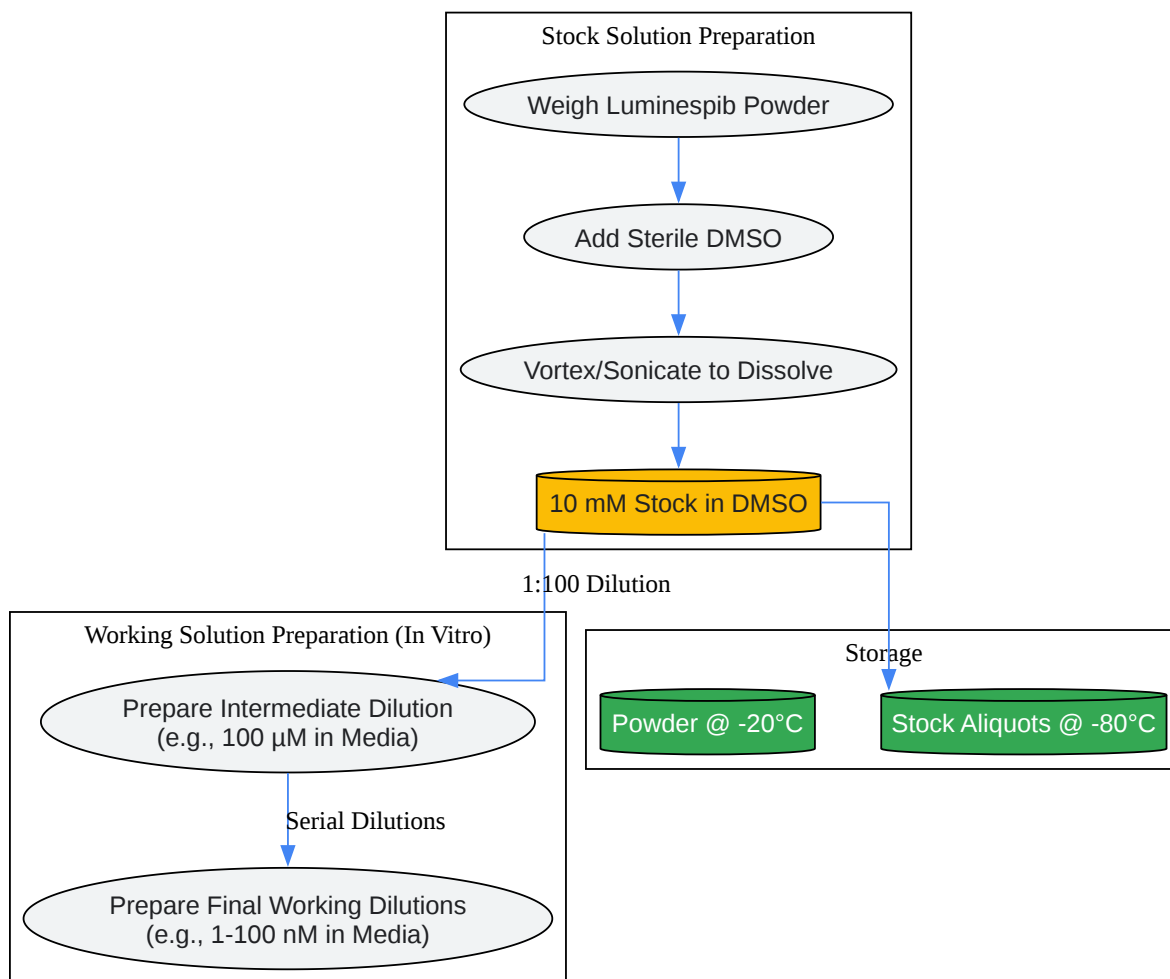 Stock Solution Preparation
Weigh Luminespib Powder
Add Sterile DMSO
Vortex/Sonicate to Dissolve
10 mM Stock in DMSO
1:100 Dilution
Working Solution Preparation (In Vitro)
Prepare Intermediate Dilution
(e.g., 100 µM in Media)
Serial Dilutions
Prepare Final Working Dilutions
(e.g., 1-100 nM in Media)
Storage
Powder @ -20°C
Stock Aliquots @ -80°C